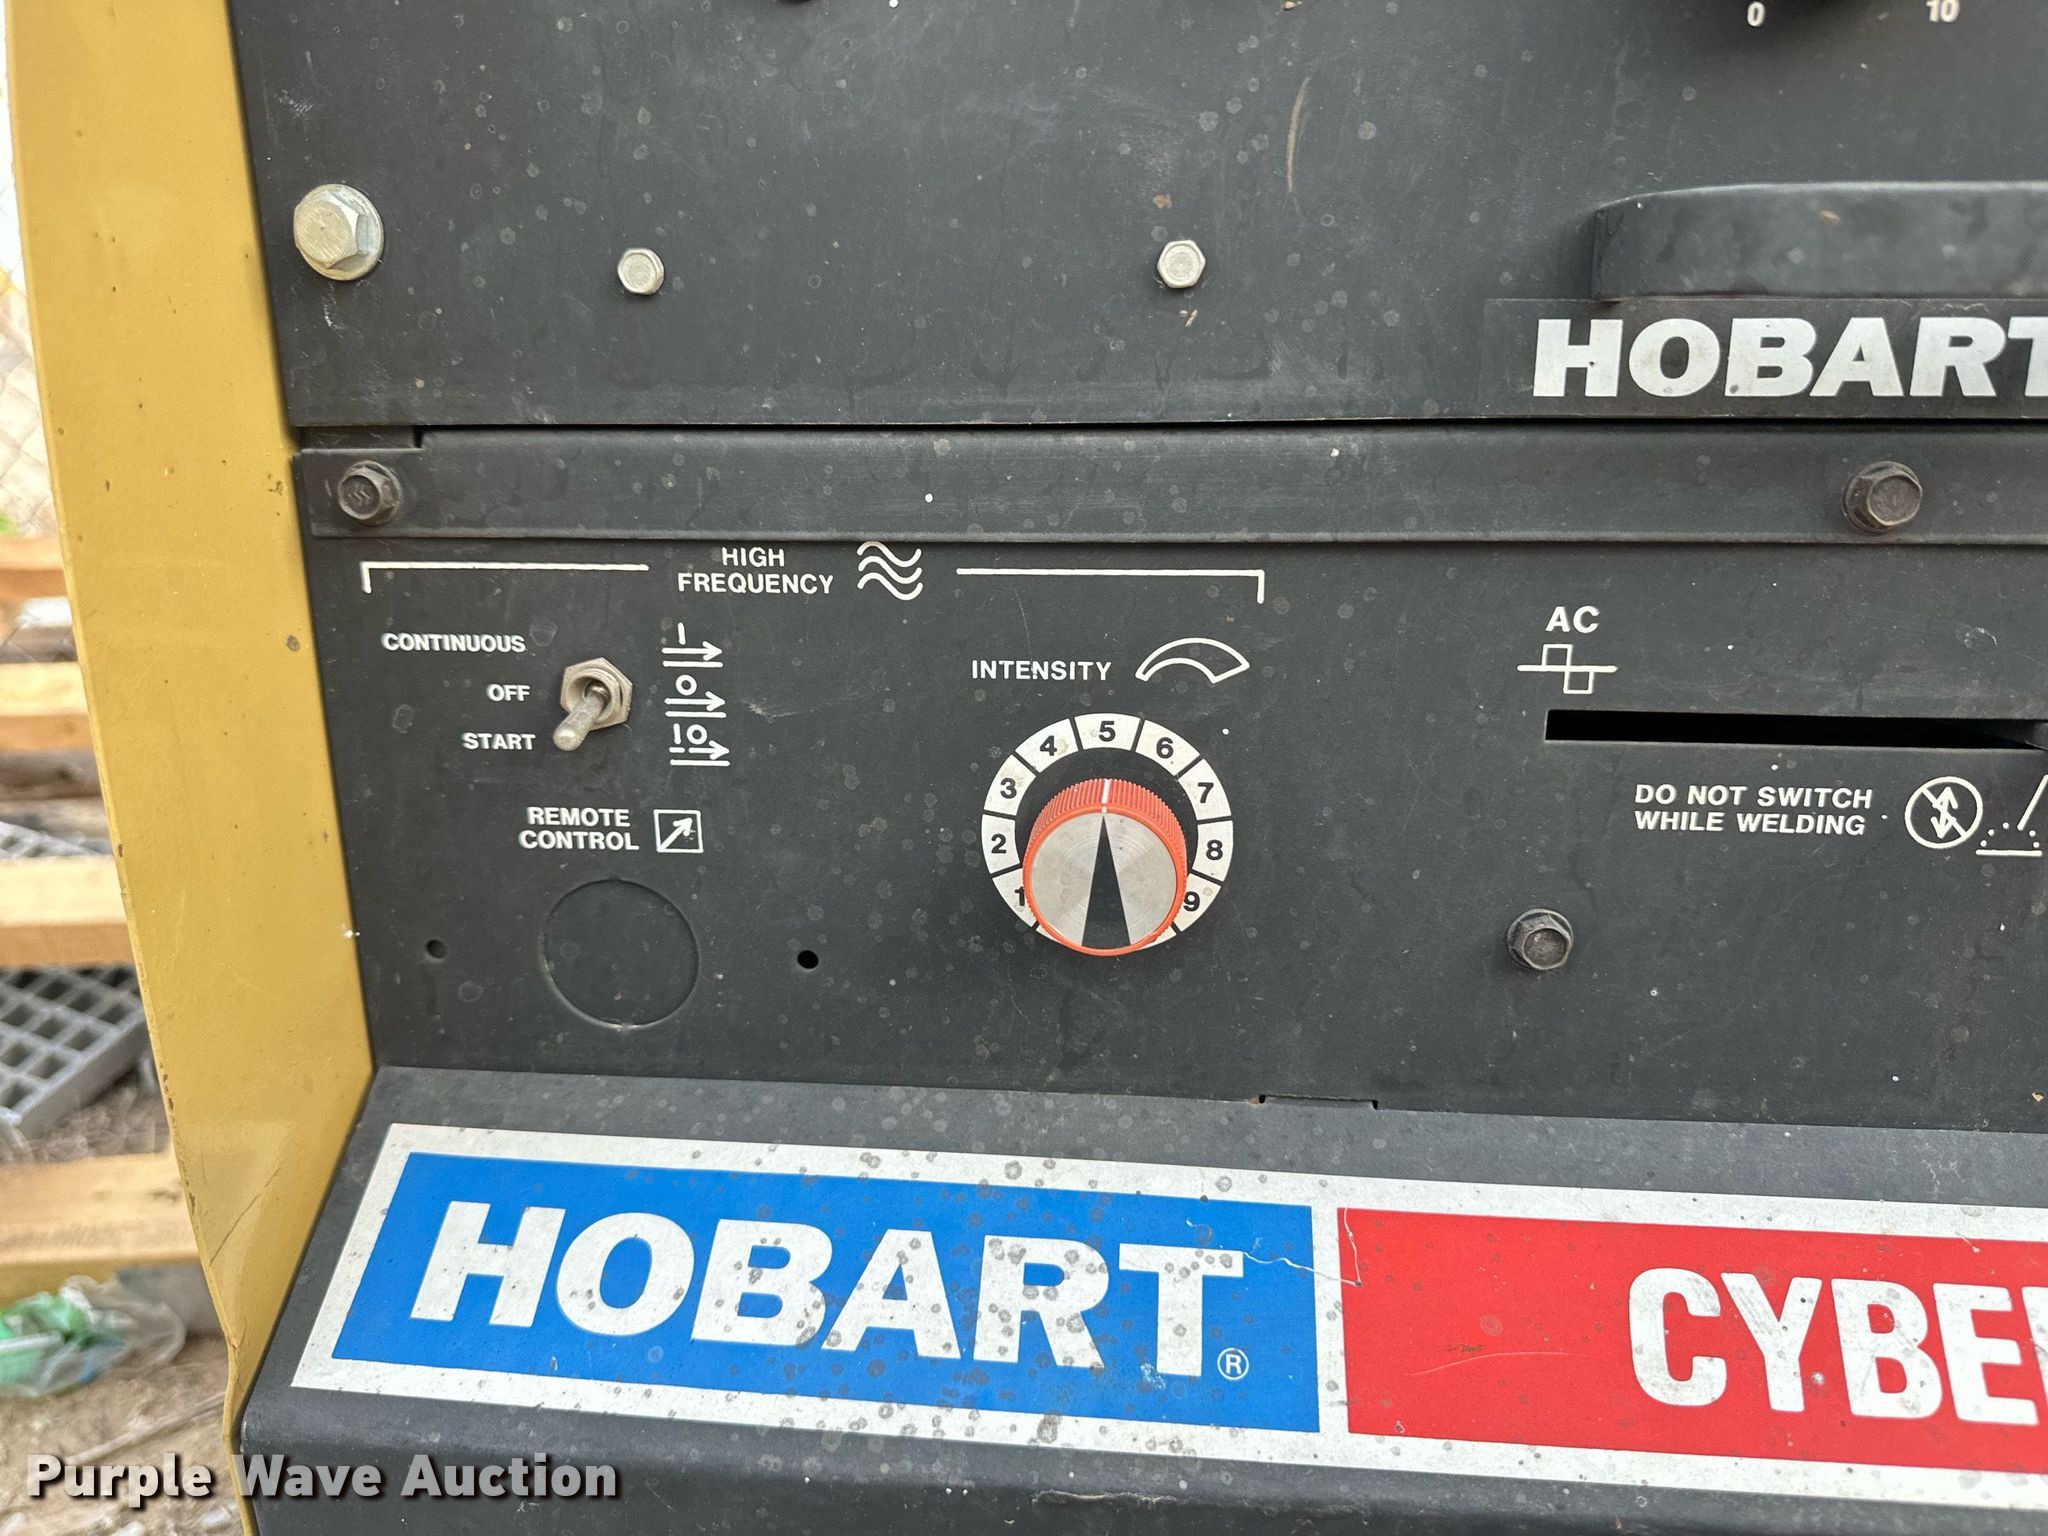 0 10
HOBART
HIGH
FREQUENCY
CONTINUOUS
OFF
START
INTENSITY
1 2 3 4 5 6 7 8 9
REMOTE
CONTROL
AC
DO NOT SWITCH
WHILE WELDING
HOBART®
CYBE
Purple Wave Auction